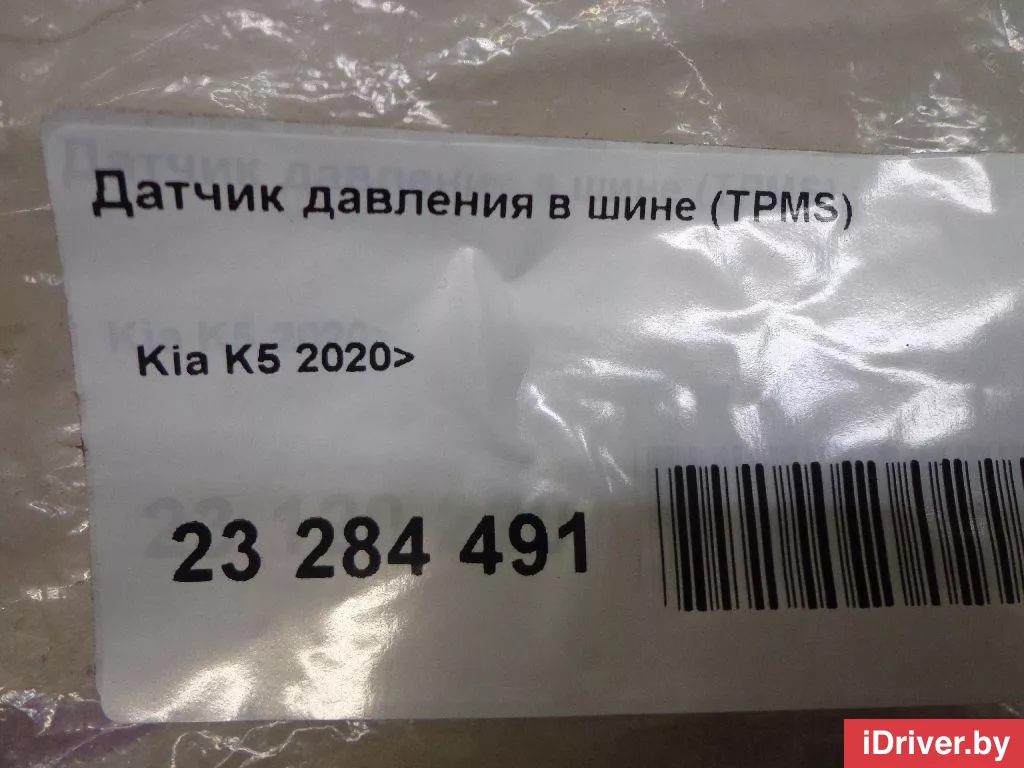 Датчик давления в шине (TPMS)
Kia K5 2020>
23 284 491
iDriver.by